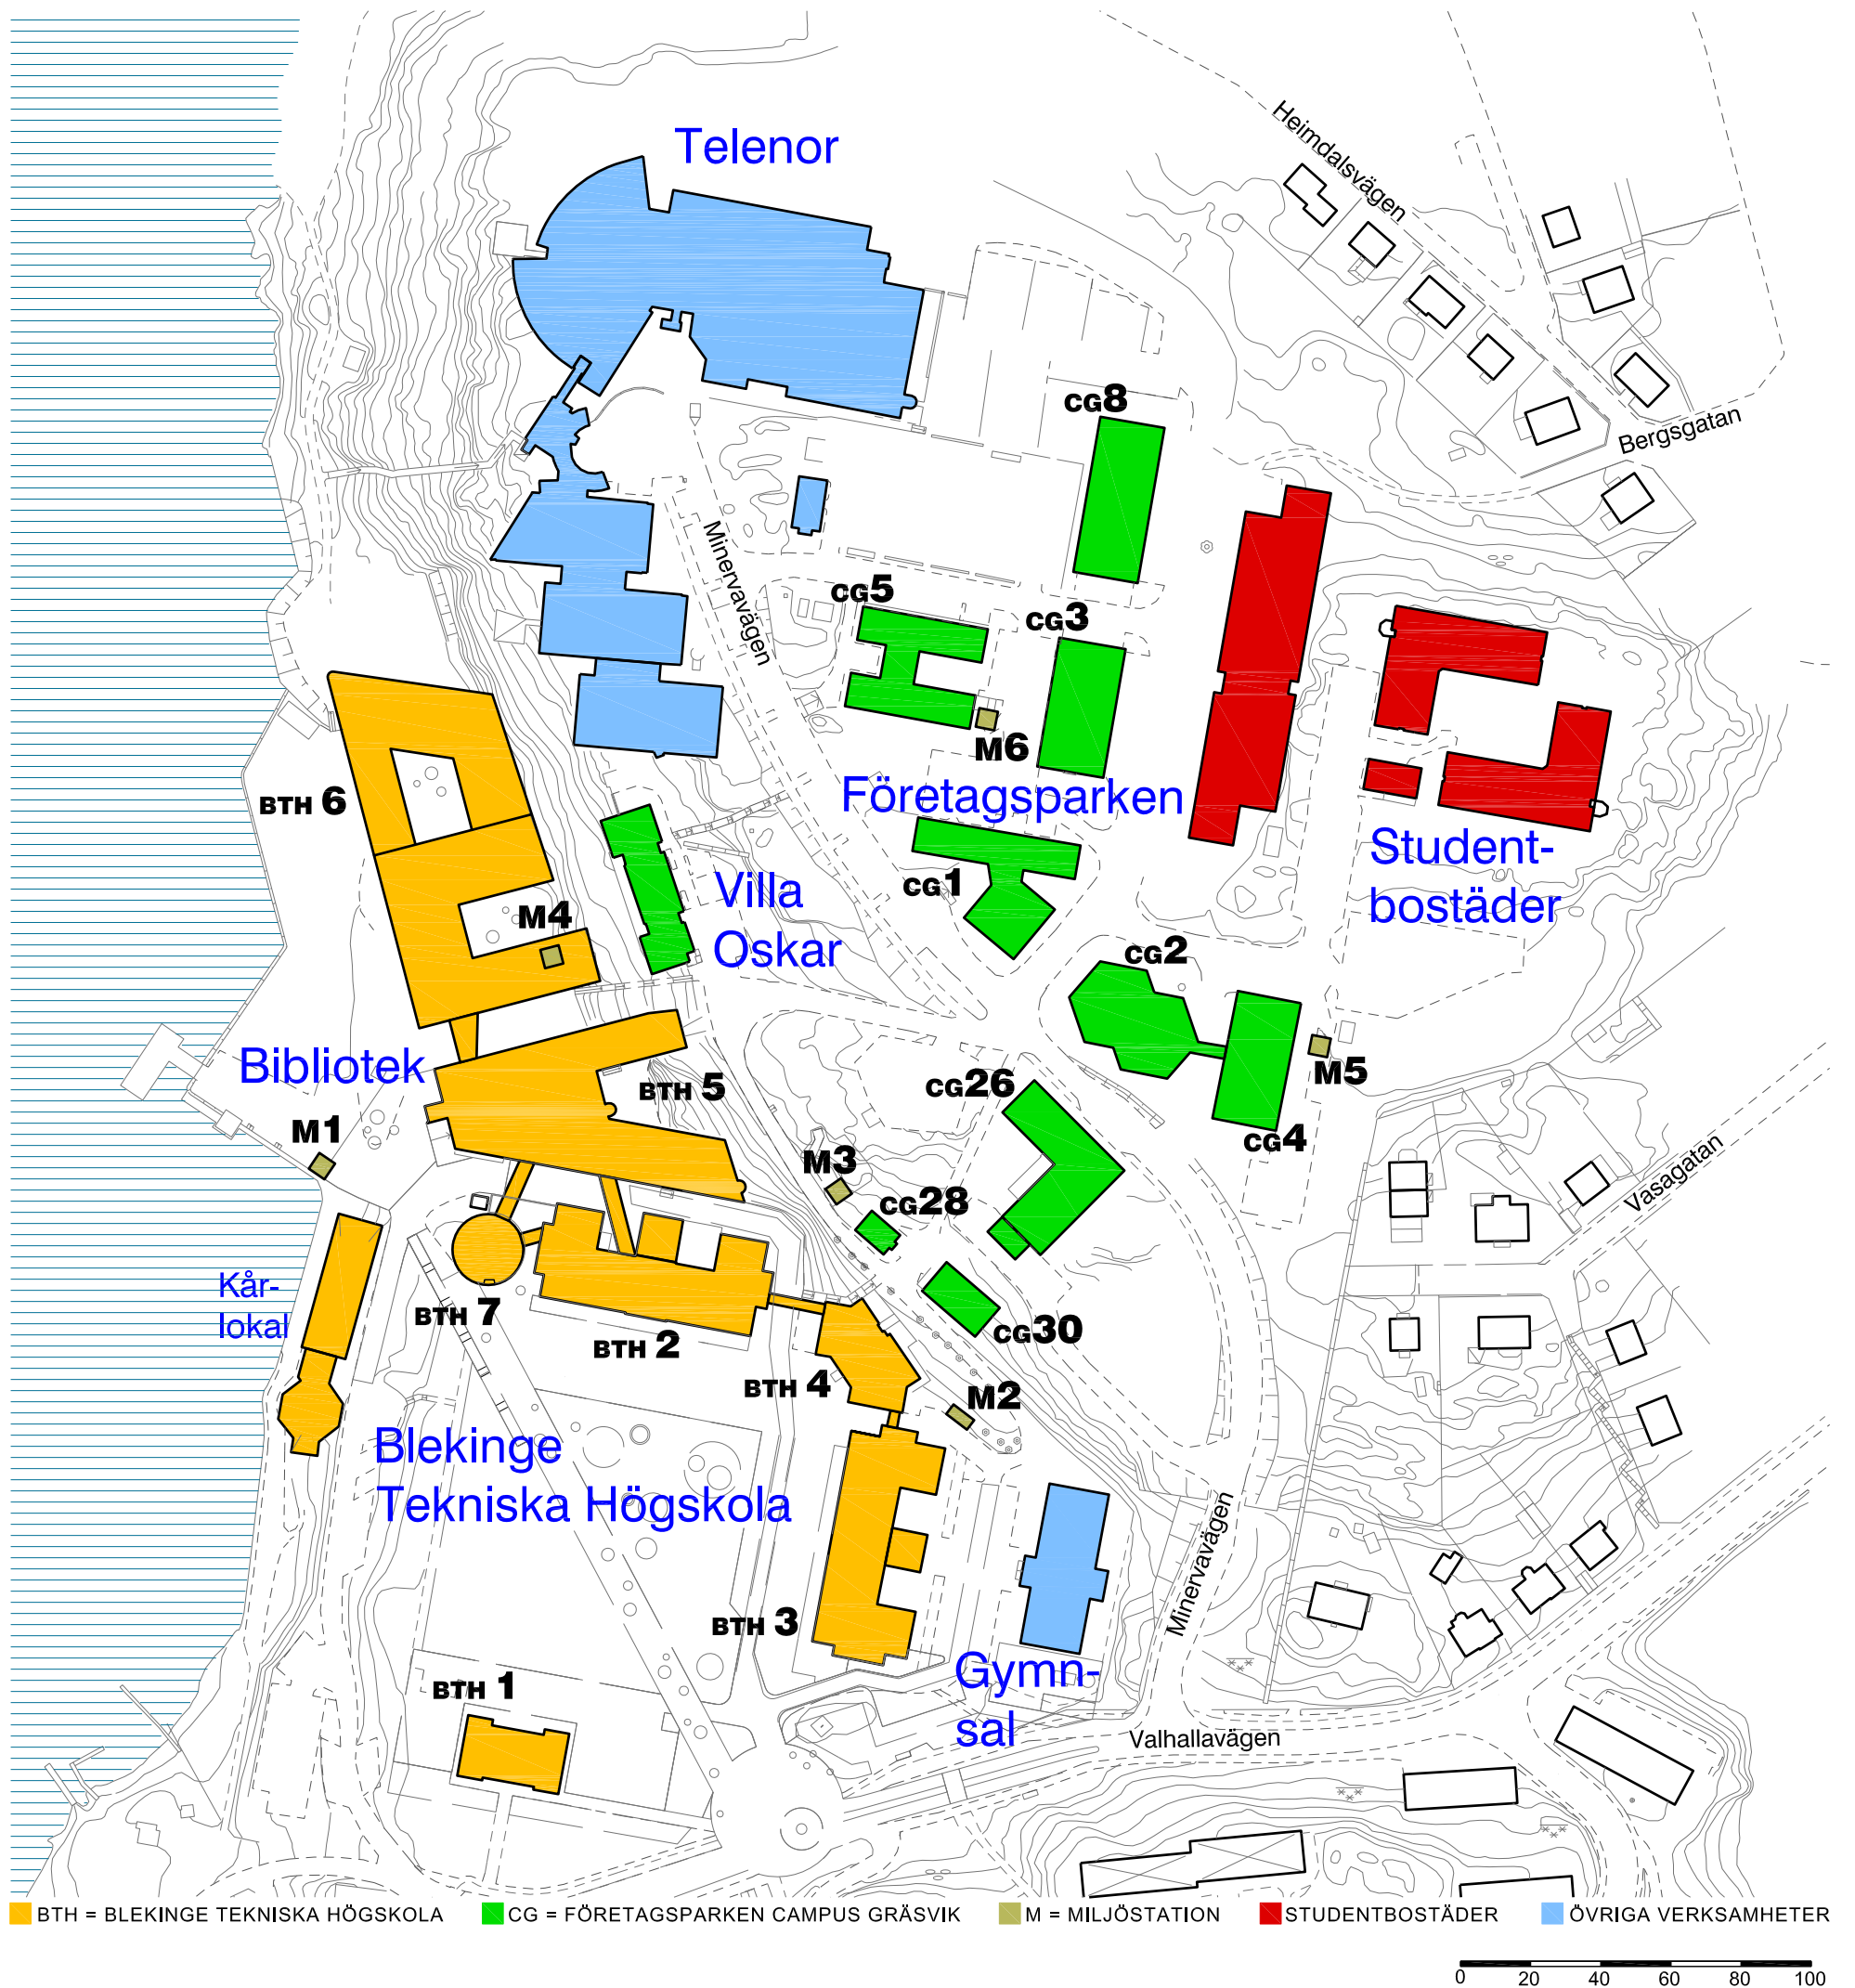 Telenor
Heimdalsvägen
Bergsgatan
CG8
Minervavägen
CG5
CG3
M6
BTH 6
Företagsparken
Student-
bostäder
CG1
Villa
Oskar
M4
CG2
Bibliotek
BTH 5
CG26
M5
M1
CG4
M3
Vasagatan
CG28
Kår-
lokal
BTH 7
BTH 2
CG30
BTH 4
M2
Blekinge
Tekniska Högskola
Minervavägen
BTH 3
Gymn-
sal
BTH 1
Valhallavägen
BTH = BLEKINGE TEKNISKA HÖGSKOLA
CG = FÖRETAGSPARKEN CAMPUS GRÄSVIK
M = MILJÖSTATION
STUDENTBOSTÄDER
ÖVRIGA VERKSAMHETER
0 20 40 60 80 100